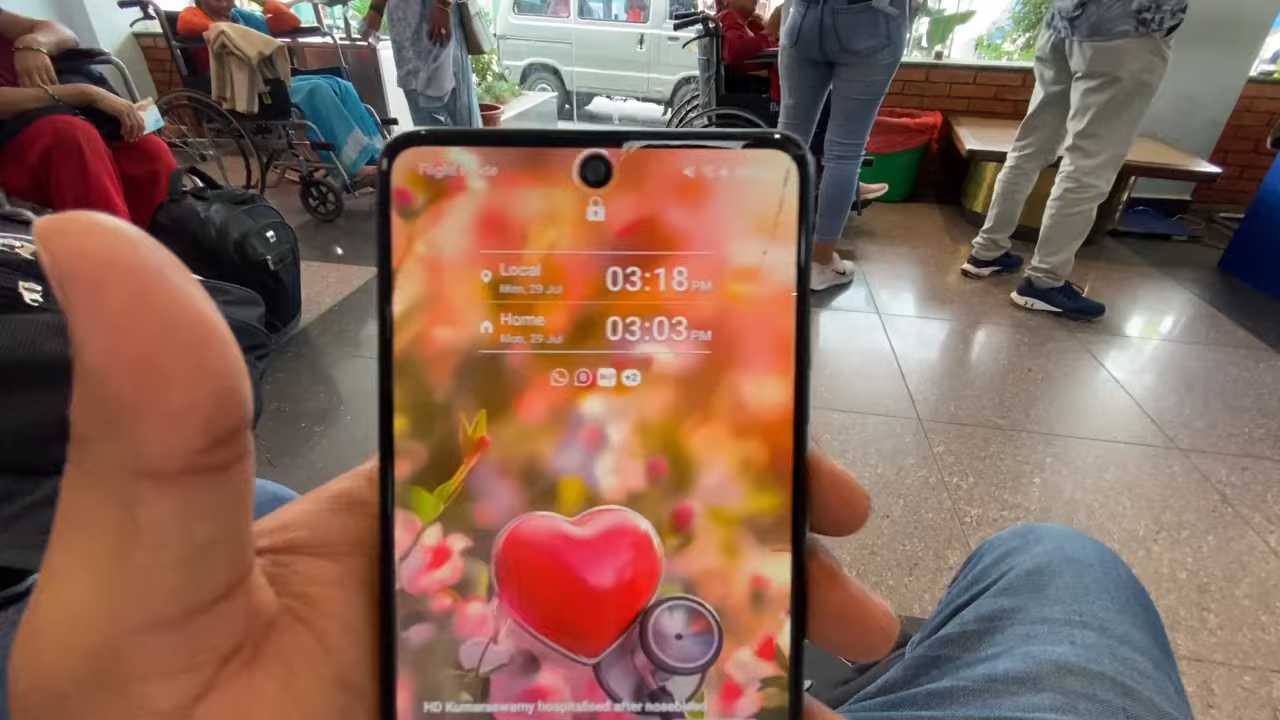 Flight Mode
Local
03:18 PM
Mon, 29 Jul
Home
03:03 PM
Mon, 29 Jul
+2
HD Kumaraswamy hospitalised after nosebleed